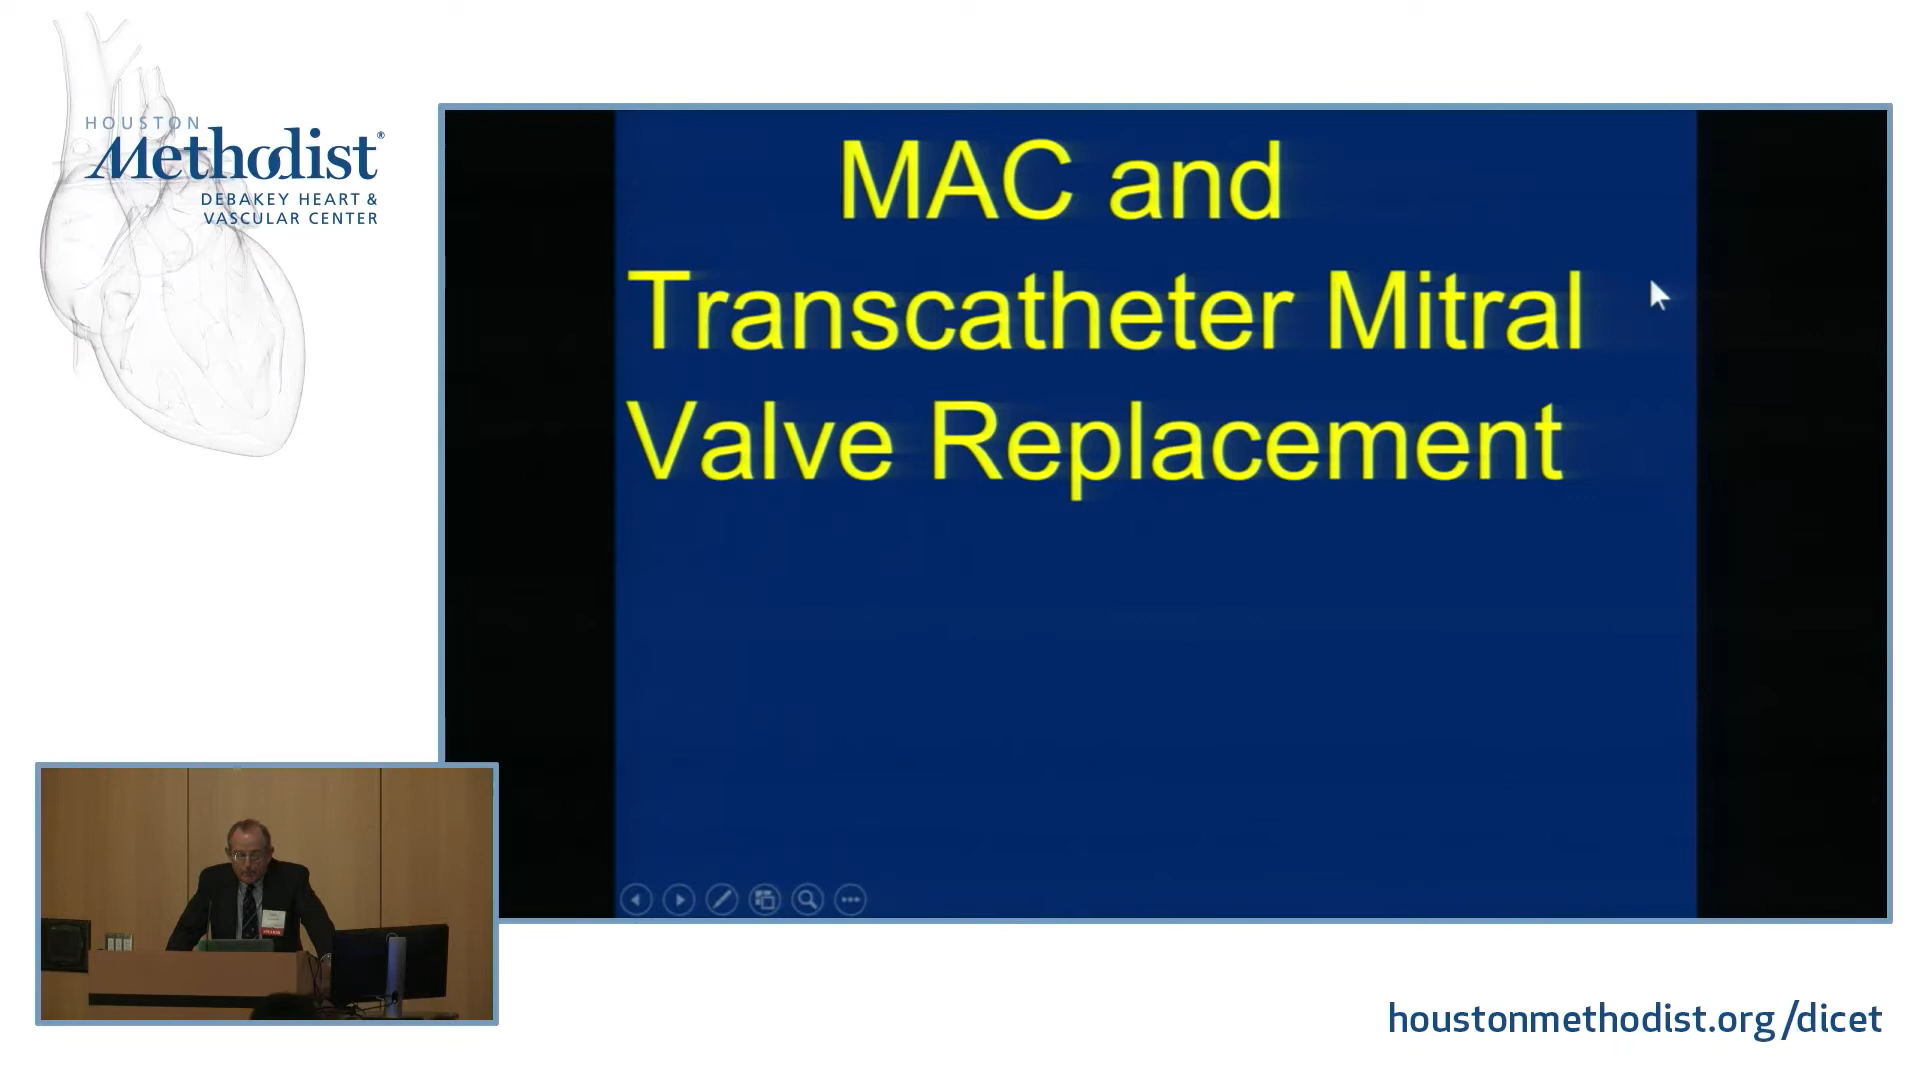 HOUSTON
Methodist®
DEBAKEY HEART &
VASCULAR CENTER
MAC and
Transcatheter Mitral
Valve Replacement
houstonmethodist.org/dicet